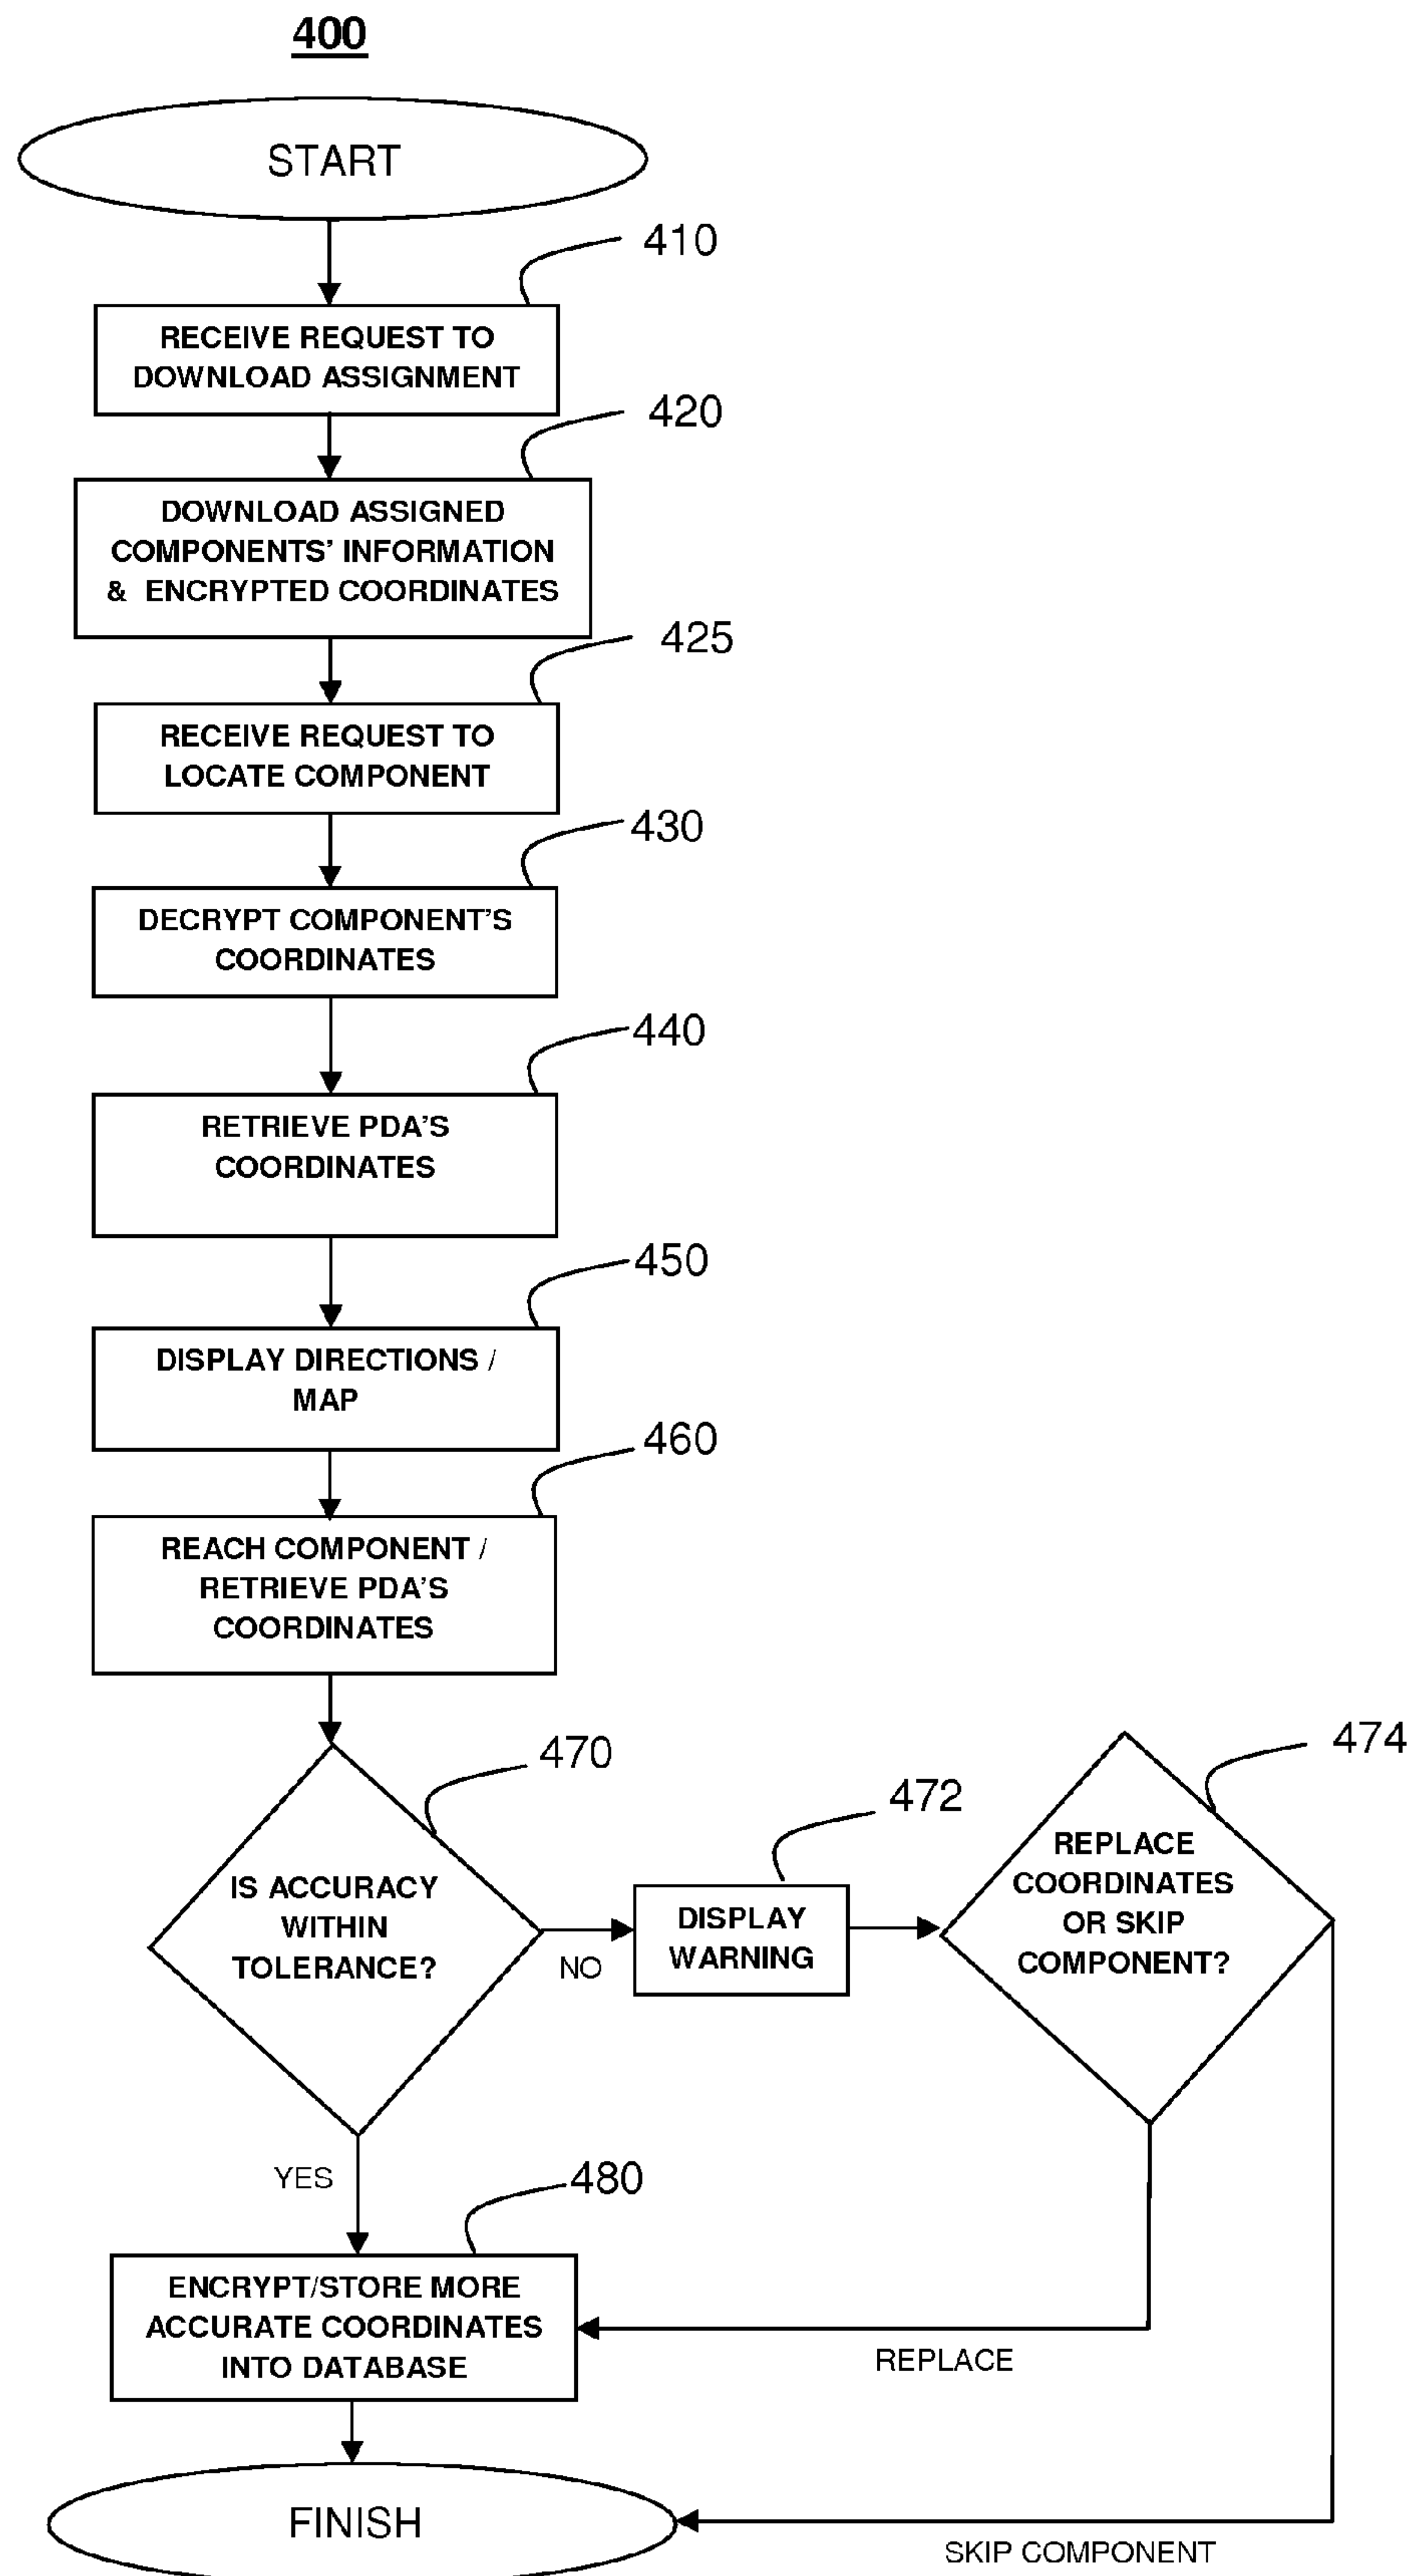 400
START
410
RECEIVE REQUEST TO
DOWNLOAD ASSIGNMENT
420
DOWNLOAD ASSIGNED
COMPONENTS' INFORMATION
& ENCRYPTED COORDINATES
425
RECEIVE REQUEST TO
LOCATE COMPONENT
430
DECRYPT COMPONENT'S
COORDINATES
440
RETRIEVE PDA'S
COORDINATES
450
DISPLAY DIRECTIONS /
MAP
460
REACH COMPONENT /
RETRIEVE PDA'S
COORDINATES
470
IS ACCURACY
WITHIN
TOLERANCE?
NO
472
DISPLAY
WARNING
474
REPLACE
COORDINATES
OR SKIP
COMPONENT?
YES
480
ENCRYPT/STORE MORE
ACCURATE COORDINATES
INTO DATABASE
REPLACE
FINISH
SKIP COMPONENT